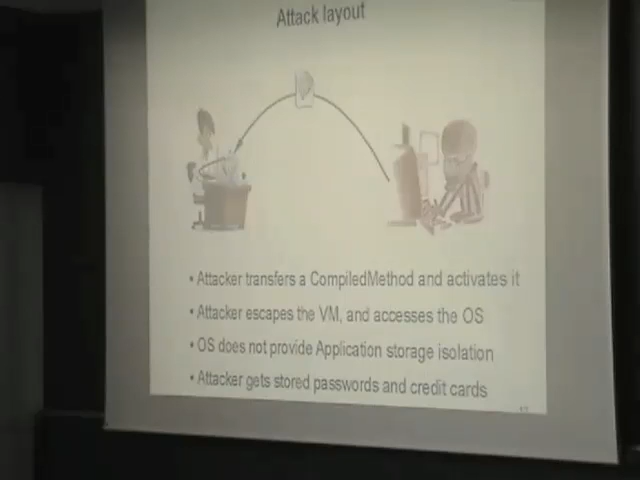 Attack layout
• Attacker transfers a CompiledMethod and activates it
• Attacker escapes the VM, and accesses the OS
• OS does not provide Application storage isolation
• Attacker gets stored passwords and credit cards